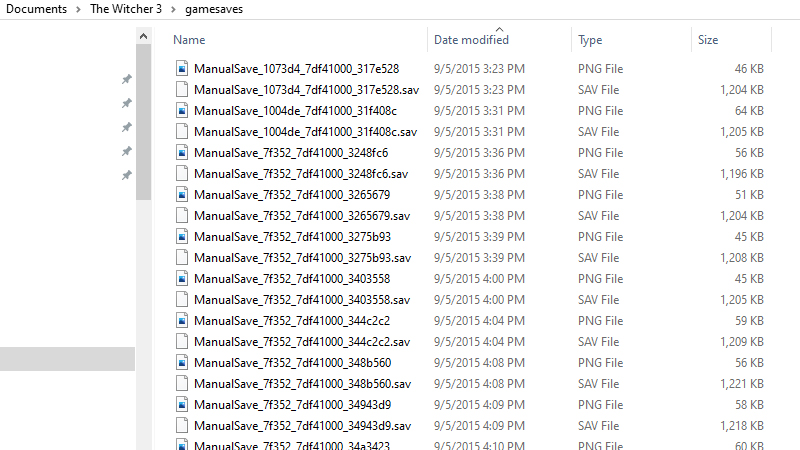 Documents > The Witcher 3 > gamesaves
Name Date modified Type Size
ManualSave_1073d4_7df41000_317e528 9/5/2015 3:23 PM PNG File 46 KB
ManualSave_1073d4_7df41000_317e528.sav 9/5/2015 3:23 PM SAV File 1,204 KB
ManualSave_1004de_7df41000_31f408c 9/5/2015 3:31 PM PNG File 64 KB
ManualSave_1004de_7df41000_31f408c.sav 9/5/2015 3:31 PM SAV File 1,205 KB
ManualSave_7f352_7df41000_3248fc6 9/5/2015 3:36 PM PNG File 56 KB
ManualSave_7f352_7df41000_3248fc6.sav 9/5/2015 3:36 PM SAV File 1,196 KB
ManualSave_7f352_7df41000_3265679 9/5/2015 3:38 PM PNG File 51 KB
ManualSave_7f352_7df41000_3265679.sav 9/5/2015 3:38 PM SAV File 1,204 KB
ManualSave_7f352_7df41000_3275b93 9/5/2015 3:39 PM PNG File 45 KB
ManualSave_7f352_7df41000_3275b93.sav 9/5/2015 3:39 PM SAV File 1,208 KB
ManualSave_7f352_7df41000_3403558 9/5/2015 4:00 PM PNG File 45 KB
ManualSave_7f352_7df41000_3403558.sav 9/5/2015 4:00 PM SAV File 1,205 KB
ManualSave_7f352_7df41000_344c2c2 9/5/2015 4:04 PM PNG File 59 KB
ManualSave_7f352_7df41000_344c2c2.sav 9/5/2015 4:04 PM SAV File 1,209 KB
ManualSave_7f352_7df41000_348b560 9/5/2015 4:08 PM PNG File 56 KB
ManualSave_7f352_7df41000_348b560.sav 9/5/2015 4:08 PM SAV File 1,221 KB
ManualSave_7f352_7df41000_34943d9 9/5/2015 4:09 PM PNG File 58 KB
ManualSave_7f352_7df41000_34943d9.sav 9/5/2015 4:09 PM SAV File 1,218 KB
ManualSave_7f352_7df41000_34a3423 9/5/2015 4:10 PM PNG File 60 KB